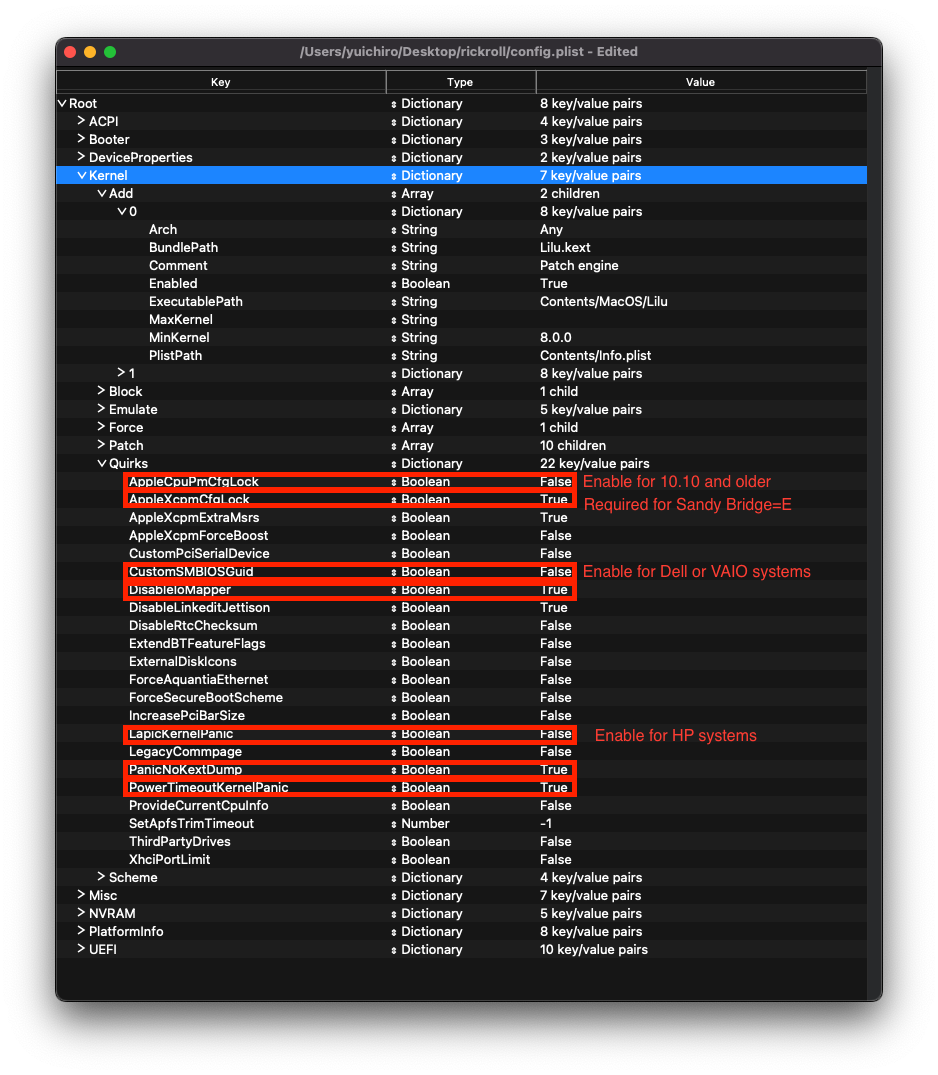 /Users/yuichiro/Desktop/rickroll/config.plist - Edited
Key Type Value
Root Dictionary 8 key/value pairs
ACPI Dictionary 4 key/value pairs
Booter Dictionary 3 key/value pairs
DeviceProperties Dictionary 2 key/value pairs
Kernel Dictionary 7 key/value pairs
Add Array 2 children
0 Dictionary 8 key/value pairs
Arch String Any
BundlePath String Lilu.kext
Comment String Patch engine
Enabled Boolean True
ExecutablePath String Contents/MacOS/Lilu
MaxKernel String
MinKernel String 8.0.0
PlistPath String Contents/Info.plist
1 Dictionary 8 key/value pairs
Block Array 1 child
Emulate Dictionary 5 key/value pairs
Force Array 1 child
Patch Array 10 children
Quirks Dictionary 22 key/value pairs
AppleCpuPmCfgLock Boolean False Enable for 10.10 and older
AppleXcpmCfgLock Boolean True Required for Sandy Bridge=E
AppleXcpmExtraMsrs Boolean True
AppleXcpmForceBoost Boolean False
CustomPciSerialDevice Boolean False
CustomSMBIOSGuid Boolean False Enable for Dell or VAIO systems
DisableIoMapper Boolean True
DisableLinkeditJettison Boolean True
DisableRtcChecksum Boolean False
ExtendBTFeatureFlags Boolean False
ExternalDiskIcons Boolean False
ForceAquantiaEthernet Boolean False
ForceSecureBootScheme Boolean False
IncreasePciBarSize Boolean False
LapicKernelPanic Boolean False Enable for HP systems
LegacyCommpage Boolean False
PanicNoKextDump Boolean True
PowerTimeoutKernelPanic Boolean True
ProvideCurrentCpuInfo Boolean False
SetApfsTrimTimeout Number -1
ThirdPartyDrives Boolean False
XhciPortLimit Boolean False
Scheme Dictionary 4 key/value pairs
Misc Dictionary 7 key/value pairs
NVRAM Dictionary 5 key/value pairs
PlatformInfo Dictionary 8 key/value pairs
UEFI Dictionary 10 key/value pairs